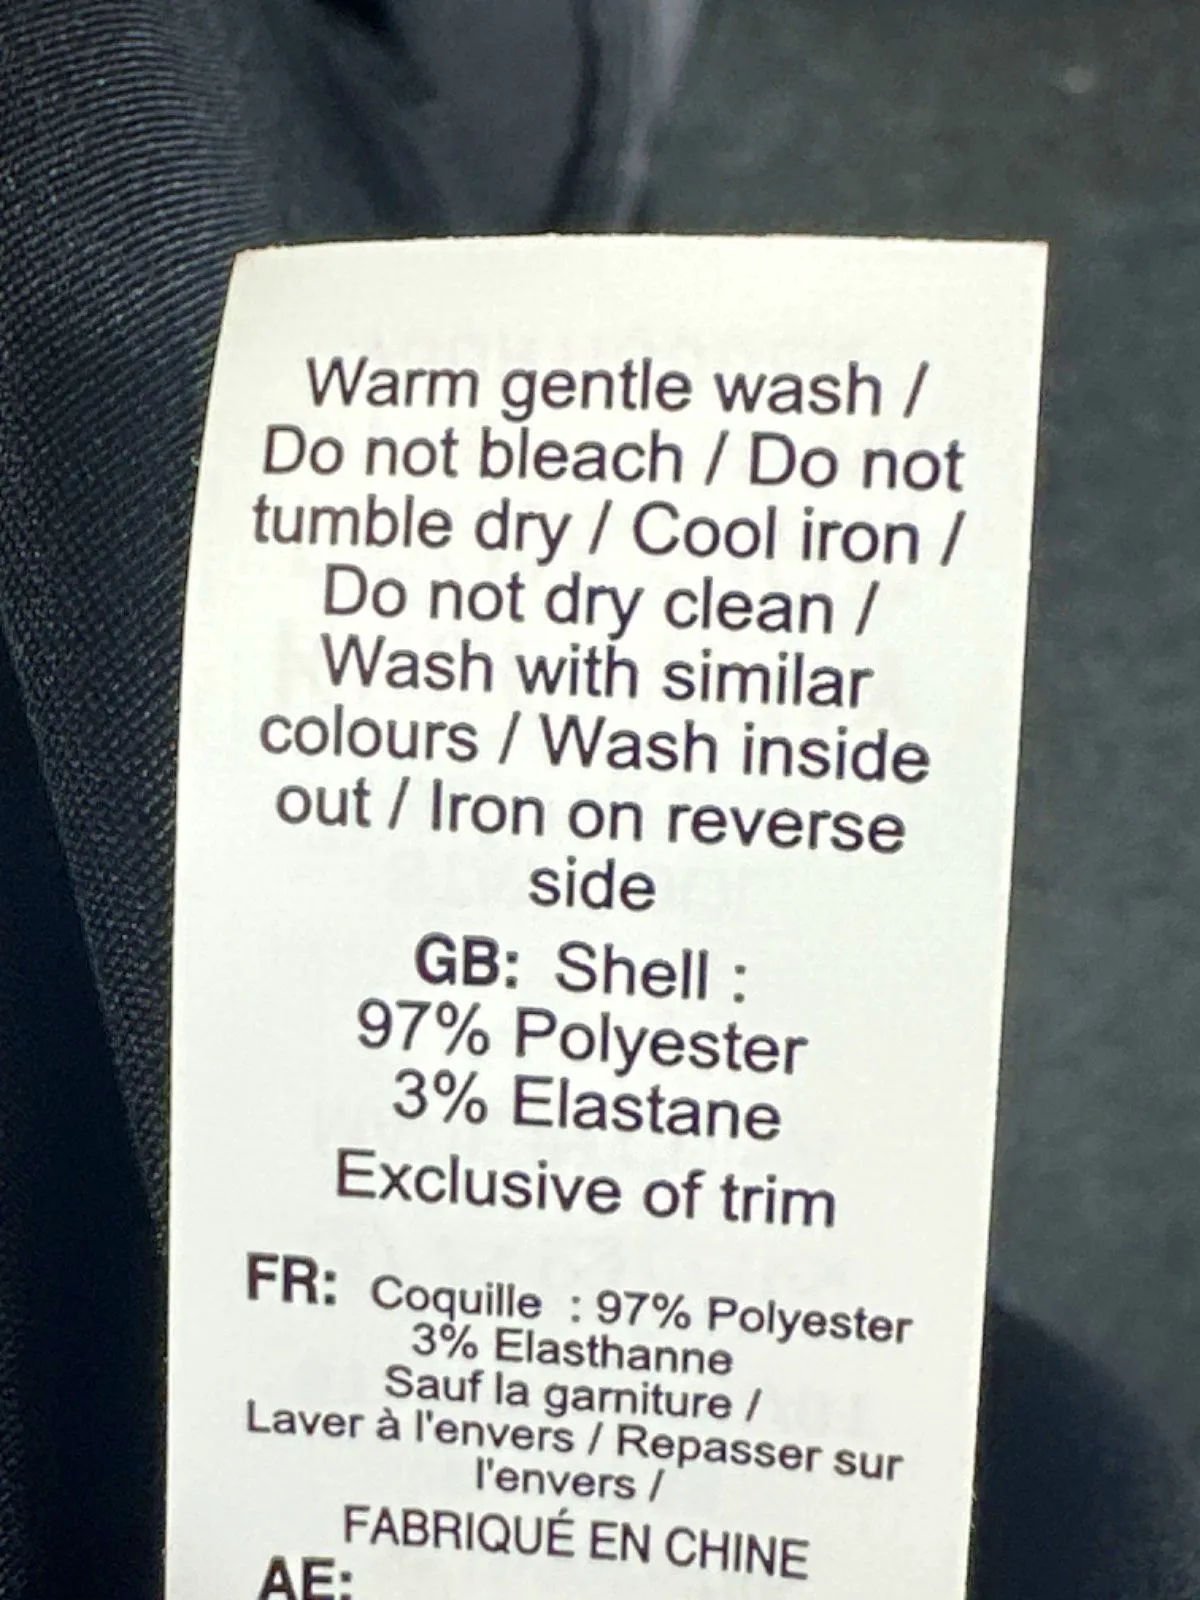 Warm gentle wash /
Do not bleach / Do not
tumble dry / Cool iron /
Do not dry clean /
Wash with similar
colours / Wash inside
out / Iron on reverse
side
GB: Shell :
97% Polyester
3% Elastane
Exclusive of trim
FR: Coquille : 97% Polyester
3% Elasthanne
Sauf la garniture /
Laver à l'envers / Repasser sur
l'envers /
FABRIQUÉ EN CHINE
AE: